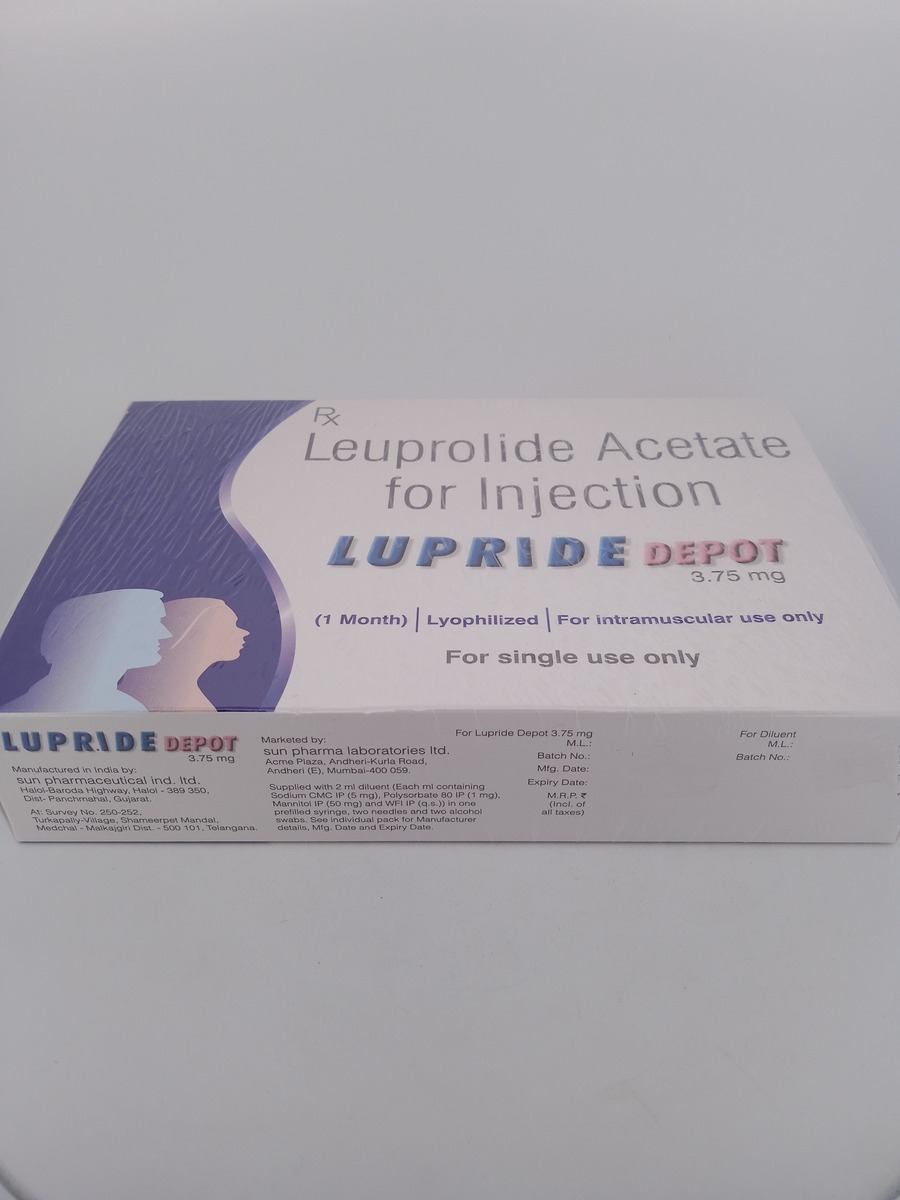 Rx
Leuprolide Acetate
for Injection
LUPRIDE DEPOT
3.75 mg
(1 Month) | Lyophilized | For intramuscular use only
For single use only
LUPRIDE DEPOT
3.75 mg
Manufactured in India by:
sun pharmaceutical ind. ltd.
Halol-Baroda Highway, Halol - 389 350,
Dist- Panchmahal, Gujarat.
At: Survey No. 250-252,
Turkapally-Village, Shameerpet Mandal,
Medchal - Malkajgiri Dist. - 500 101, Telangana.
Marketed by:
sun pharma laboratories ltd.
Acme Plaza, Andheri-Kurla Road,
Andheri (E), Mumbai-400 059.
Supplied with 2 ml diluent (Each ml containing
Sodium CMC IP (5 mg), Polysorbate 80 IP (1 mg),
Mannitol IP (50 mg) and WFI IP (q.s.)) in one
prefilled syringe, two needles and two alcohol
swabs. See individual pack for Manufacturer
details, Mfg. Date and Expiry Date.
For Lupride Depot 3.75 mg
M.L.:
Batch No.:
Mfg. Date:
Expiry Date:
M.R.P. ₹
(Incl. of
all taxes)
For Diluent
M.L.:
Batch No.: